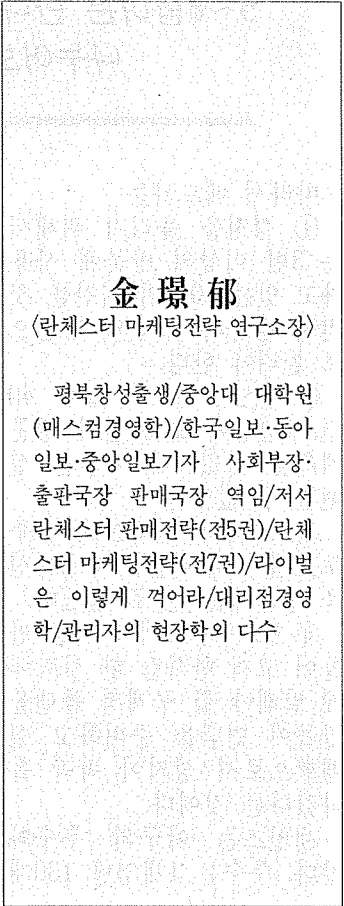 金 璟 郁
〈란체스터 마케팅전략 연구소장〉
평북창성출생/중앙대 대학원
(매스컴경영학)/한국일보·동아
일보·중앙일보기자 사회부장·
출판국장 판매국장 역임/저서
란체스터 판매전략(전5권)/란체
스터 마케팅전략(전7권)/라이벌
은 이렇게 꺽어라/대리점경영
학/관리자의 현장학외 다수